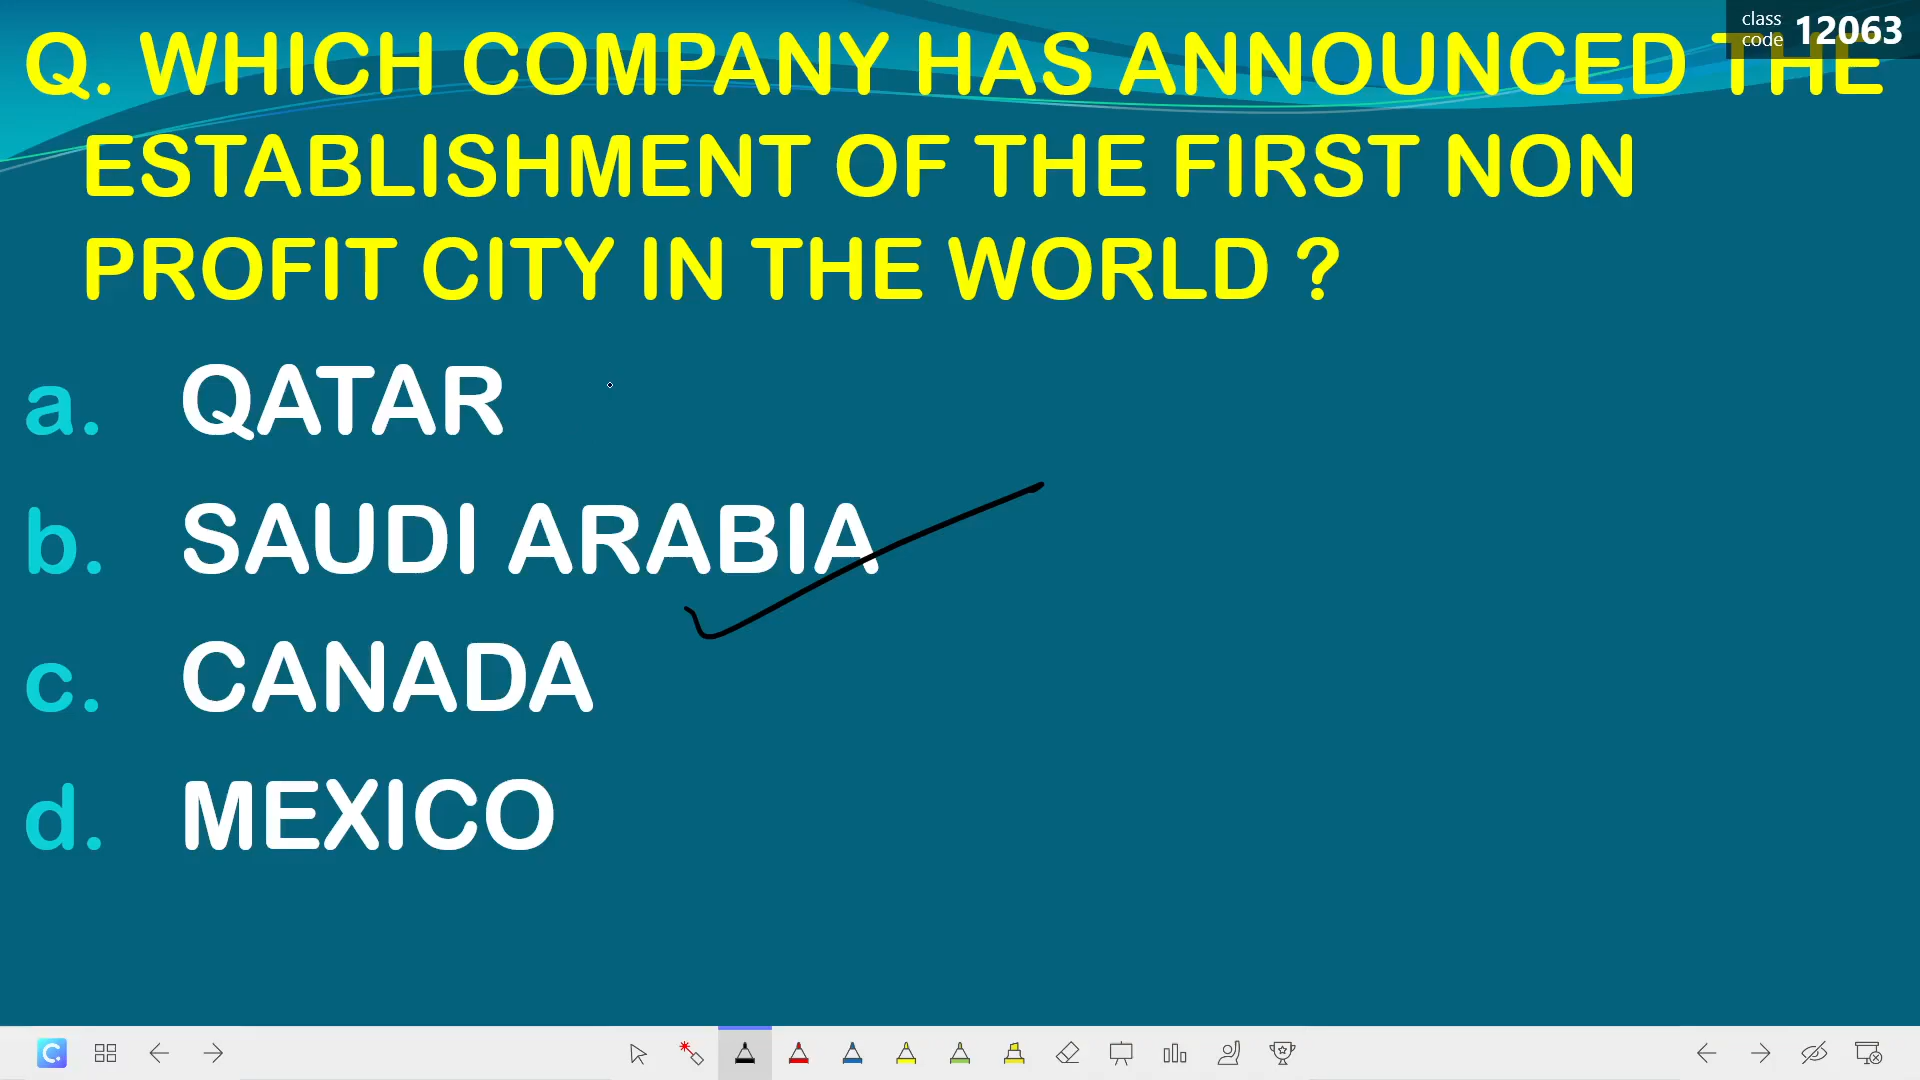 class code 12063
Q. WHICH COMPANY HAS ANNOUNCED THE
ESTABLISHMENT OF THE FIRST NON
PROFIT CITY IN THE WORLD ?
a. QATAR
b. SAUDI ARABIA
c. CANADA
d. MEXICO